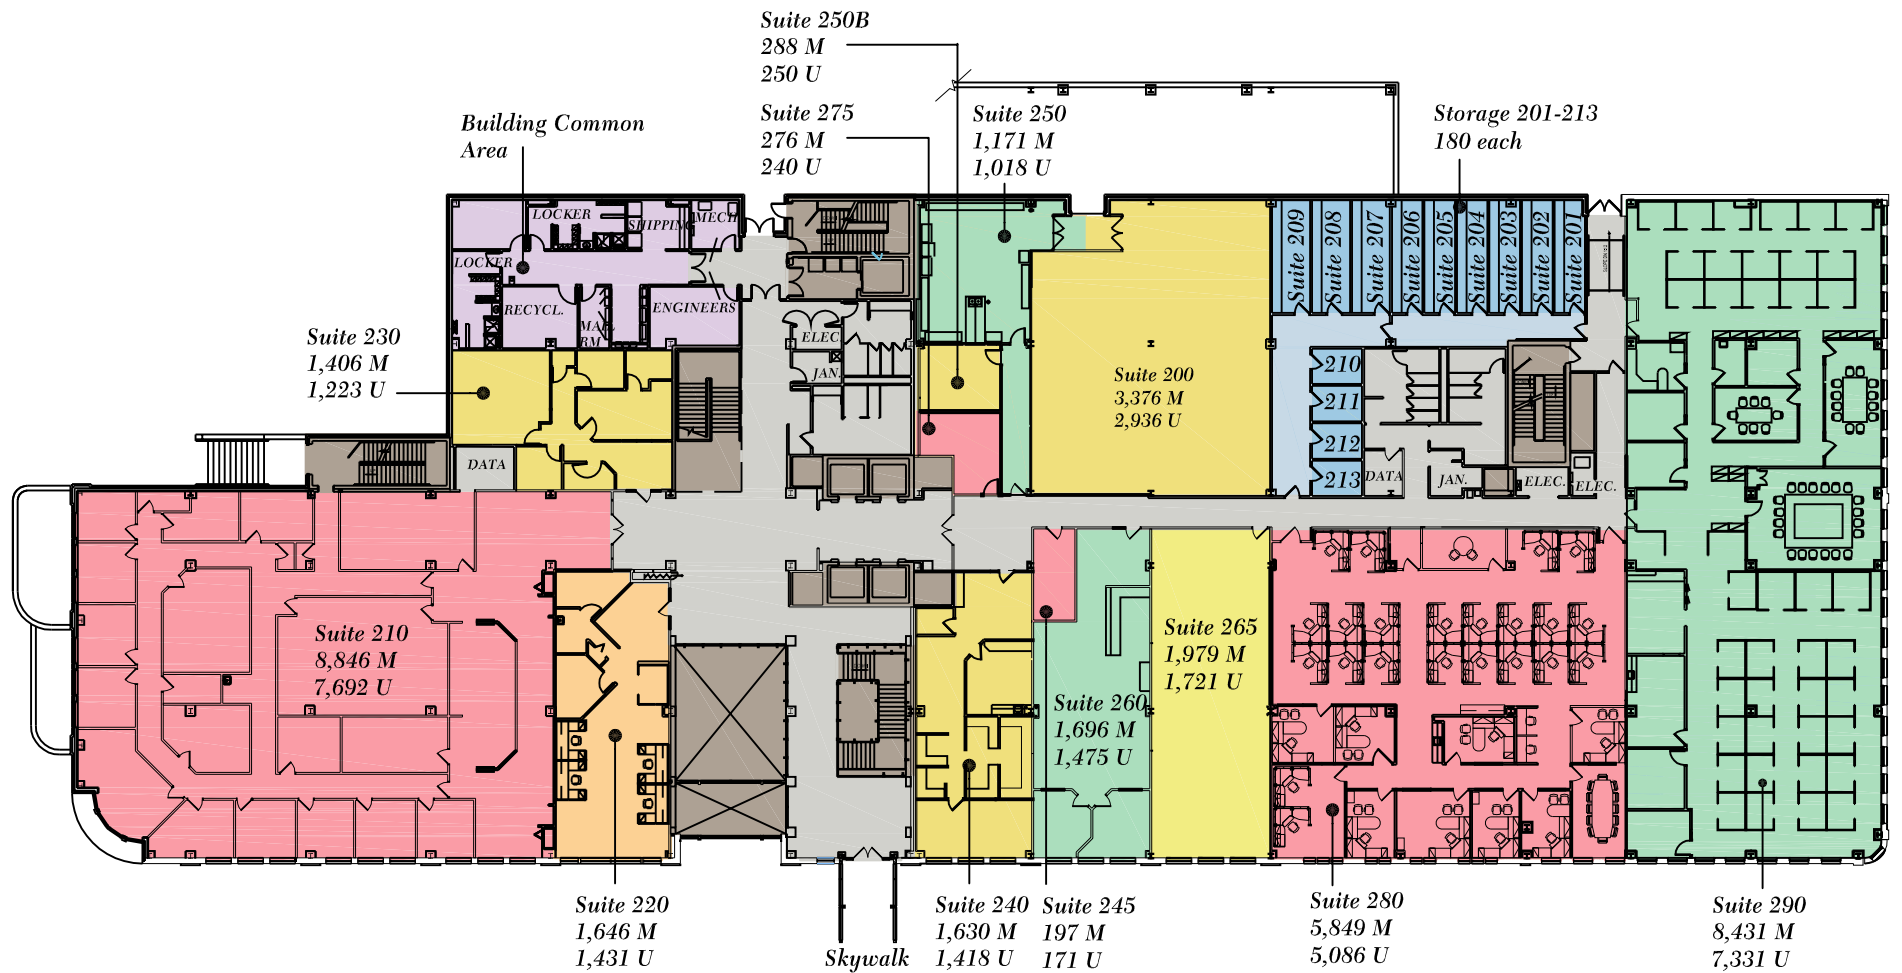 Suite 250B
288 M
250 U
Suite 275
276 M
240 U
Suite 250
1,171 M
1,018 U
Storage 201-213
180 each
Building Common
Area
LOCKER
SHIPPING
MECH
LOCKER
RECYCL.
MAIL
RM
ENGINEERS
ELEC
JAN.
Suite 209
Suite 208
Suite 207
Suite 206
Suite 205
Suite 204
Suite 203
Suite 202
Suite 201
Suite 230
1,406 M
1,223 U
Suite 200
3,376 M
2,936 U
210
211
212
213
DATA
DATA
JAN.
ELEC.
ELEC.
Suite 210
8,846 M
7,692 U
Suite 265
1,979 M
1,721 U
Suite 260
1,696 M
1,475 U
Suite 220
1,646 M
1,431 U
Skywalk
Suite 240
1,630 M
1,418 U
Suite 245
197 M
171 U
Suite 280
5,849 M
5,086 U
Suite 290
8,431 M
7,331 U